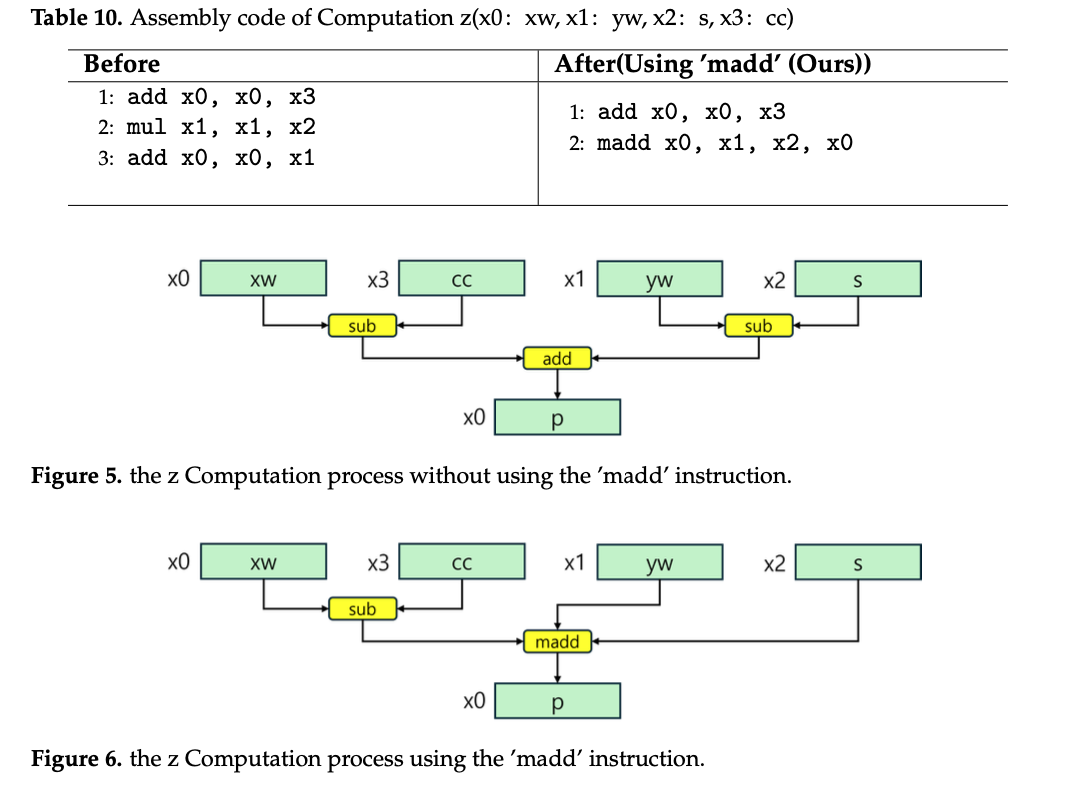 Table 10. Assembly code of Computation z(x0: xw, x1: yw, x2: s, x3: cc)
Before After(Using ’madd’ (Ours))
1: add x0, x0, x3
2: mul x1, x1, x2
3: add x0, x0, x1
1: add x0, x0, x3
2: madd x0, x1, x2, x0
x0 xw x3 cc x1 yw x2 s
sub sub
add
x0 p
Figure 5. the z Computation process without using the ’madd’ instruction.
x0 xw x3 cc x1 yw x2 s
sub
madd
x0 p
Figure 6. the z Computation process using the ’madd’ instruction.